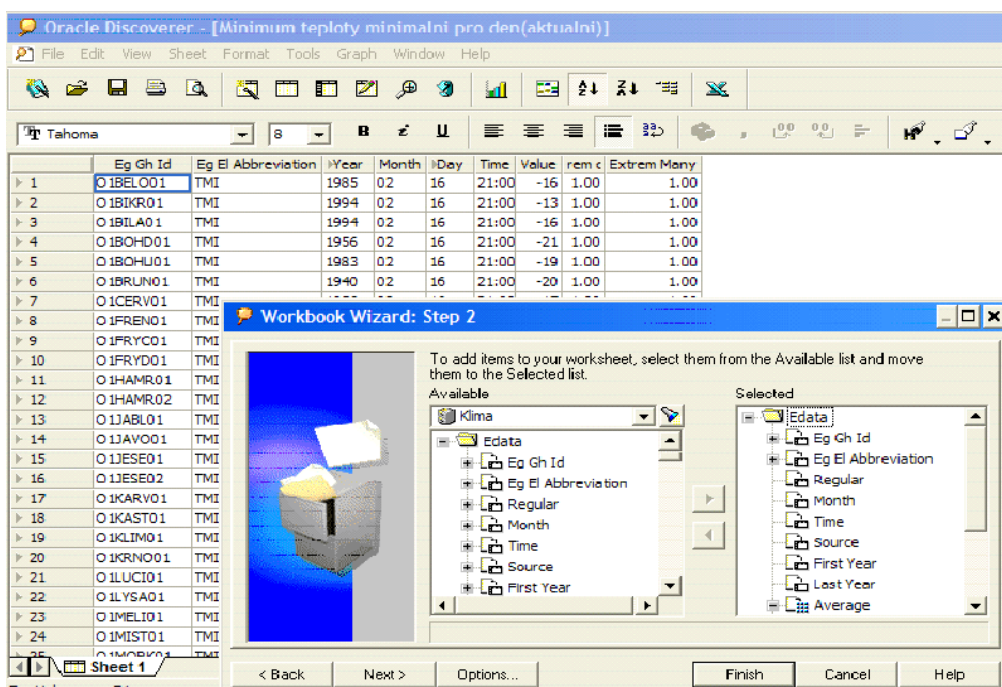 Oracle Discoverer - [Minimum teploty minimalni pro den(aktualni)]
File Edit View Sheet Format Tools Graph Window Help
Tahoma 8 B U
Eg Gh Id Eg El Abbreviation Year Month Day Time Value rem c Extrem Many
1 O1BELO01 TMI 1985 02 16 21:00 -16 1.00 1.00
2 O1BIKR01 TMI 1994 02 16 21:00 -13 1.00 1.00
3 O1BILA01 TMI 1994 02 16 21:00 -16 1.00 1.00
4 O1BOHD01 TMI 1956 02 16 21:00 -21 1.00 1.00
5 O1BOHU01 TMI 1983 02 16 21:00 -19 1.00 1.00
6 O1BRUN01 TMI 1940 02 16 21:00 -20 1.00 1.00
7 O1CERV01 TMI
8 O1FREN01 TMI
9 O1FRYC01 TMI
10 O1FRYD01 TMI
11 O1HAMR01 TMI
12 O1HAMR02 TMI
13 O1JABL01 TMI
14 O1JAVO01 TMI
15 O1JESE01 TMI
16 O1JESE02 TMI
17 O1KARV01 TMI
18 O1KAST01 TMI
19 O1KLIM01 TMI
20 O1KRNO01 TMI
21 O1LUCI01 TMI
22 O1LYSA01 TMI
23 O1MELI01 TMI
24 O1MIST01 TMI
Sheet 1
Workbook Wizard: Step 2
To add items to your worksheet, select them from the Available list and move
them to the Selected list.
Available
Klima
Edata
Eg Gh Id
Eg El Abbreviation
Regular
Month
Time
Source
First Year
Selected
Edata
Eg Gh Id
Eg El Abbreviation
Regular
Month
Time
Source
First Year
Last Year
Average
< Back Next > Options... Finish Cancel Help